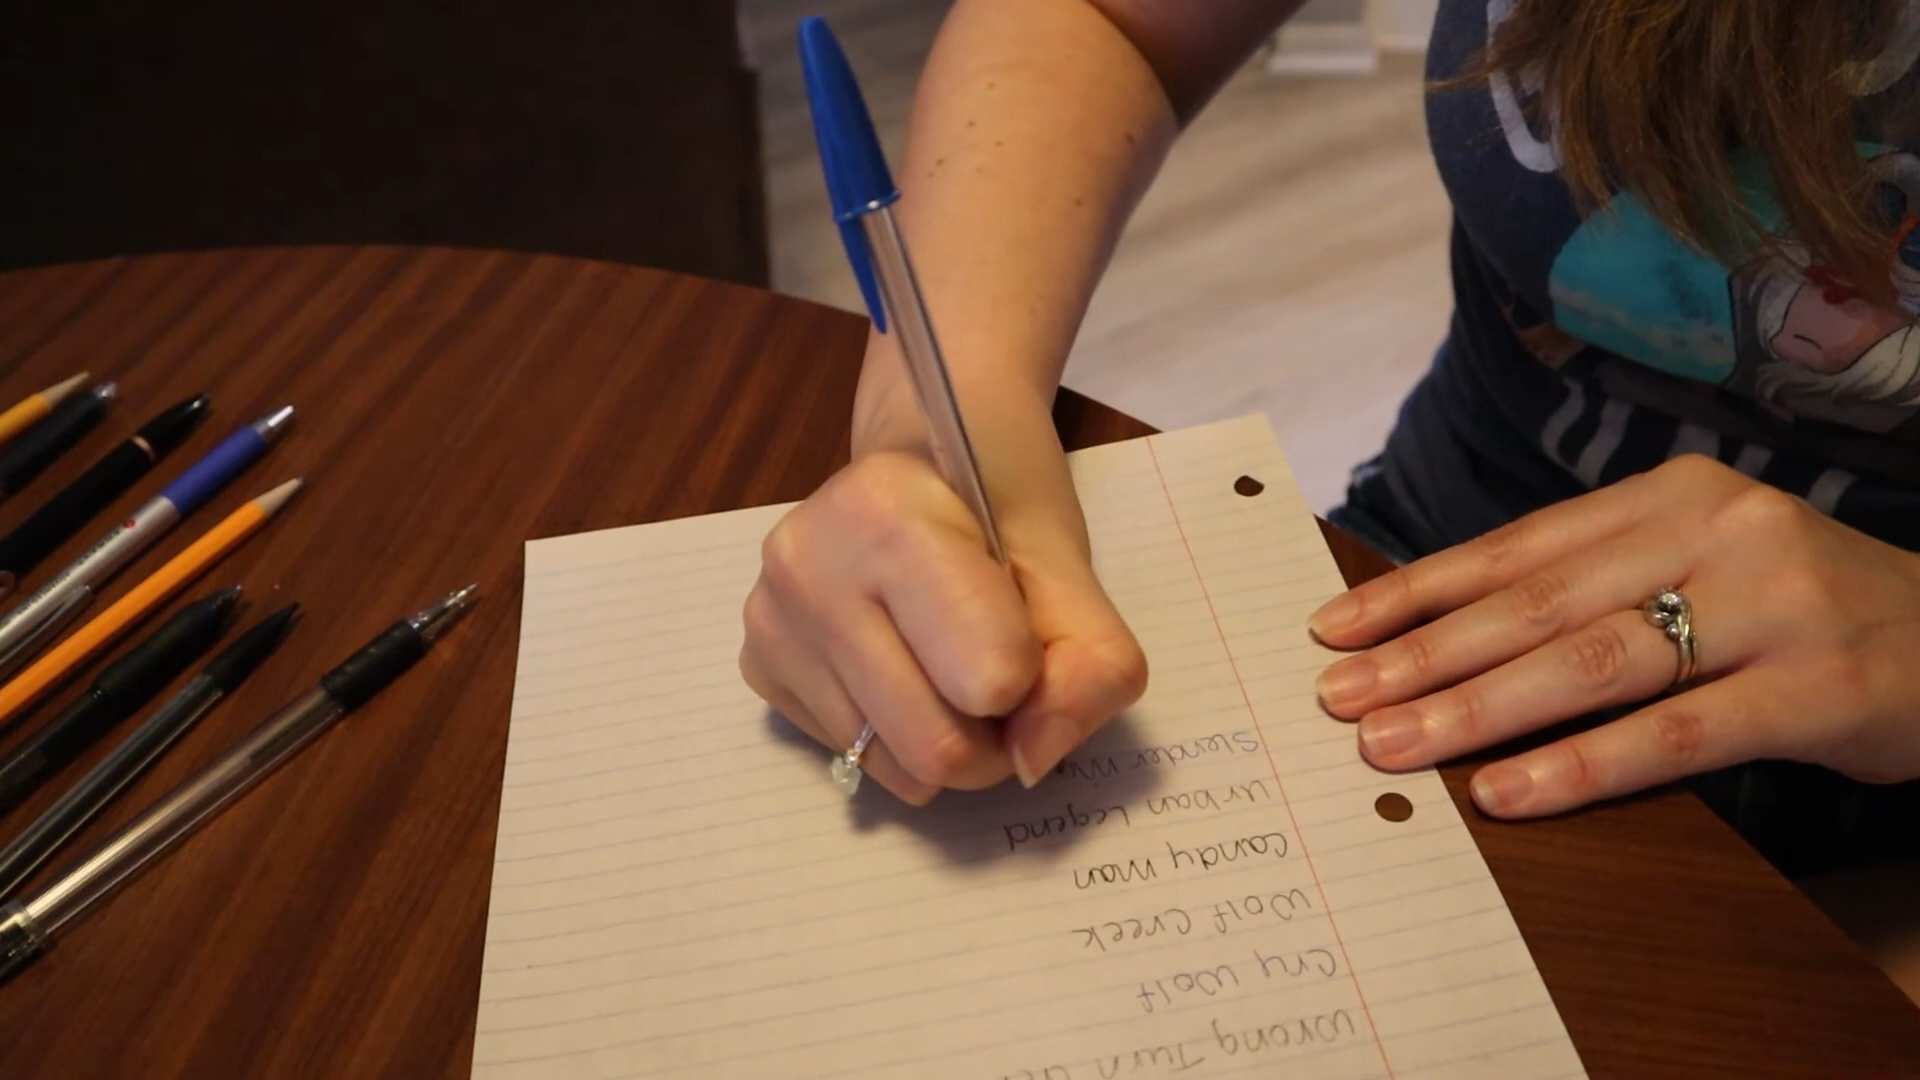 Wrong Turn
Cry Wolf
Wolf Creek
Candy Man
Urban Legend
Slender